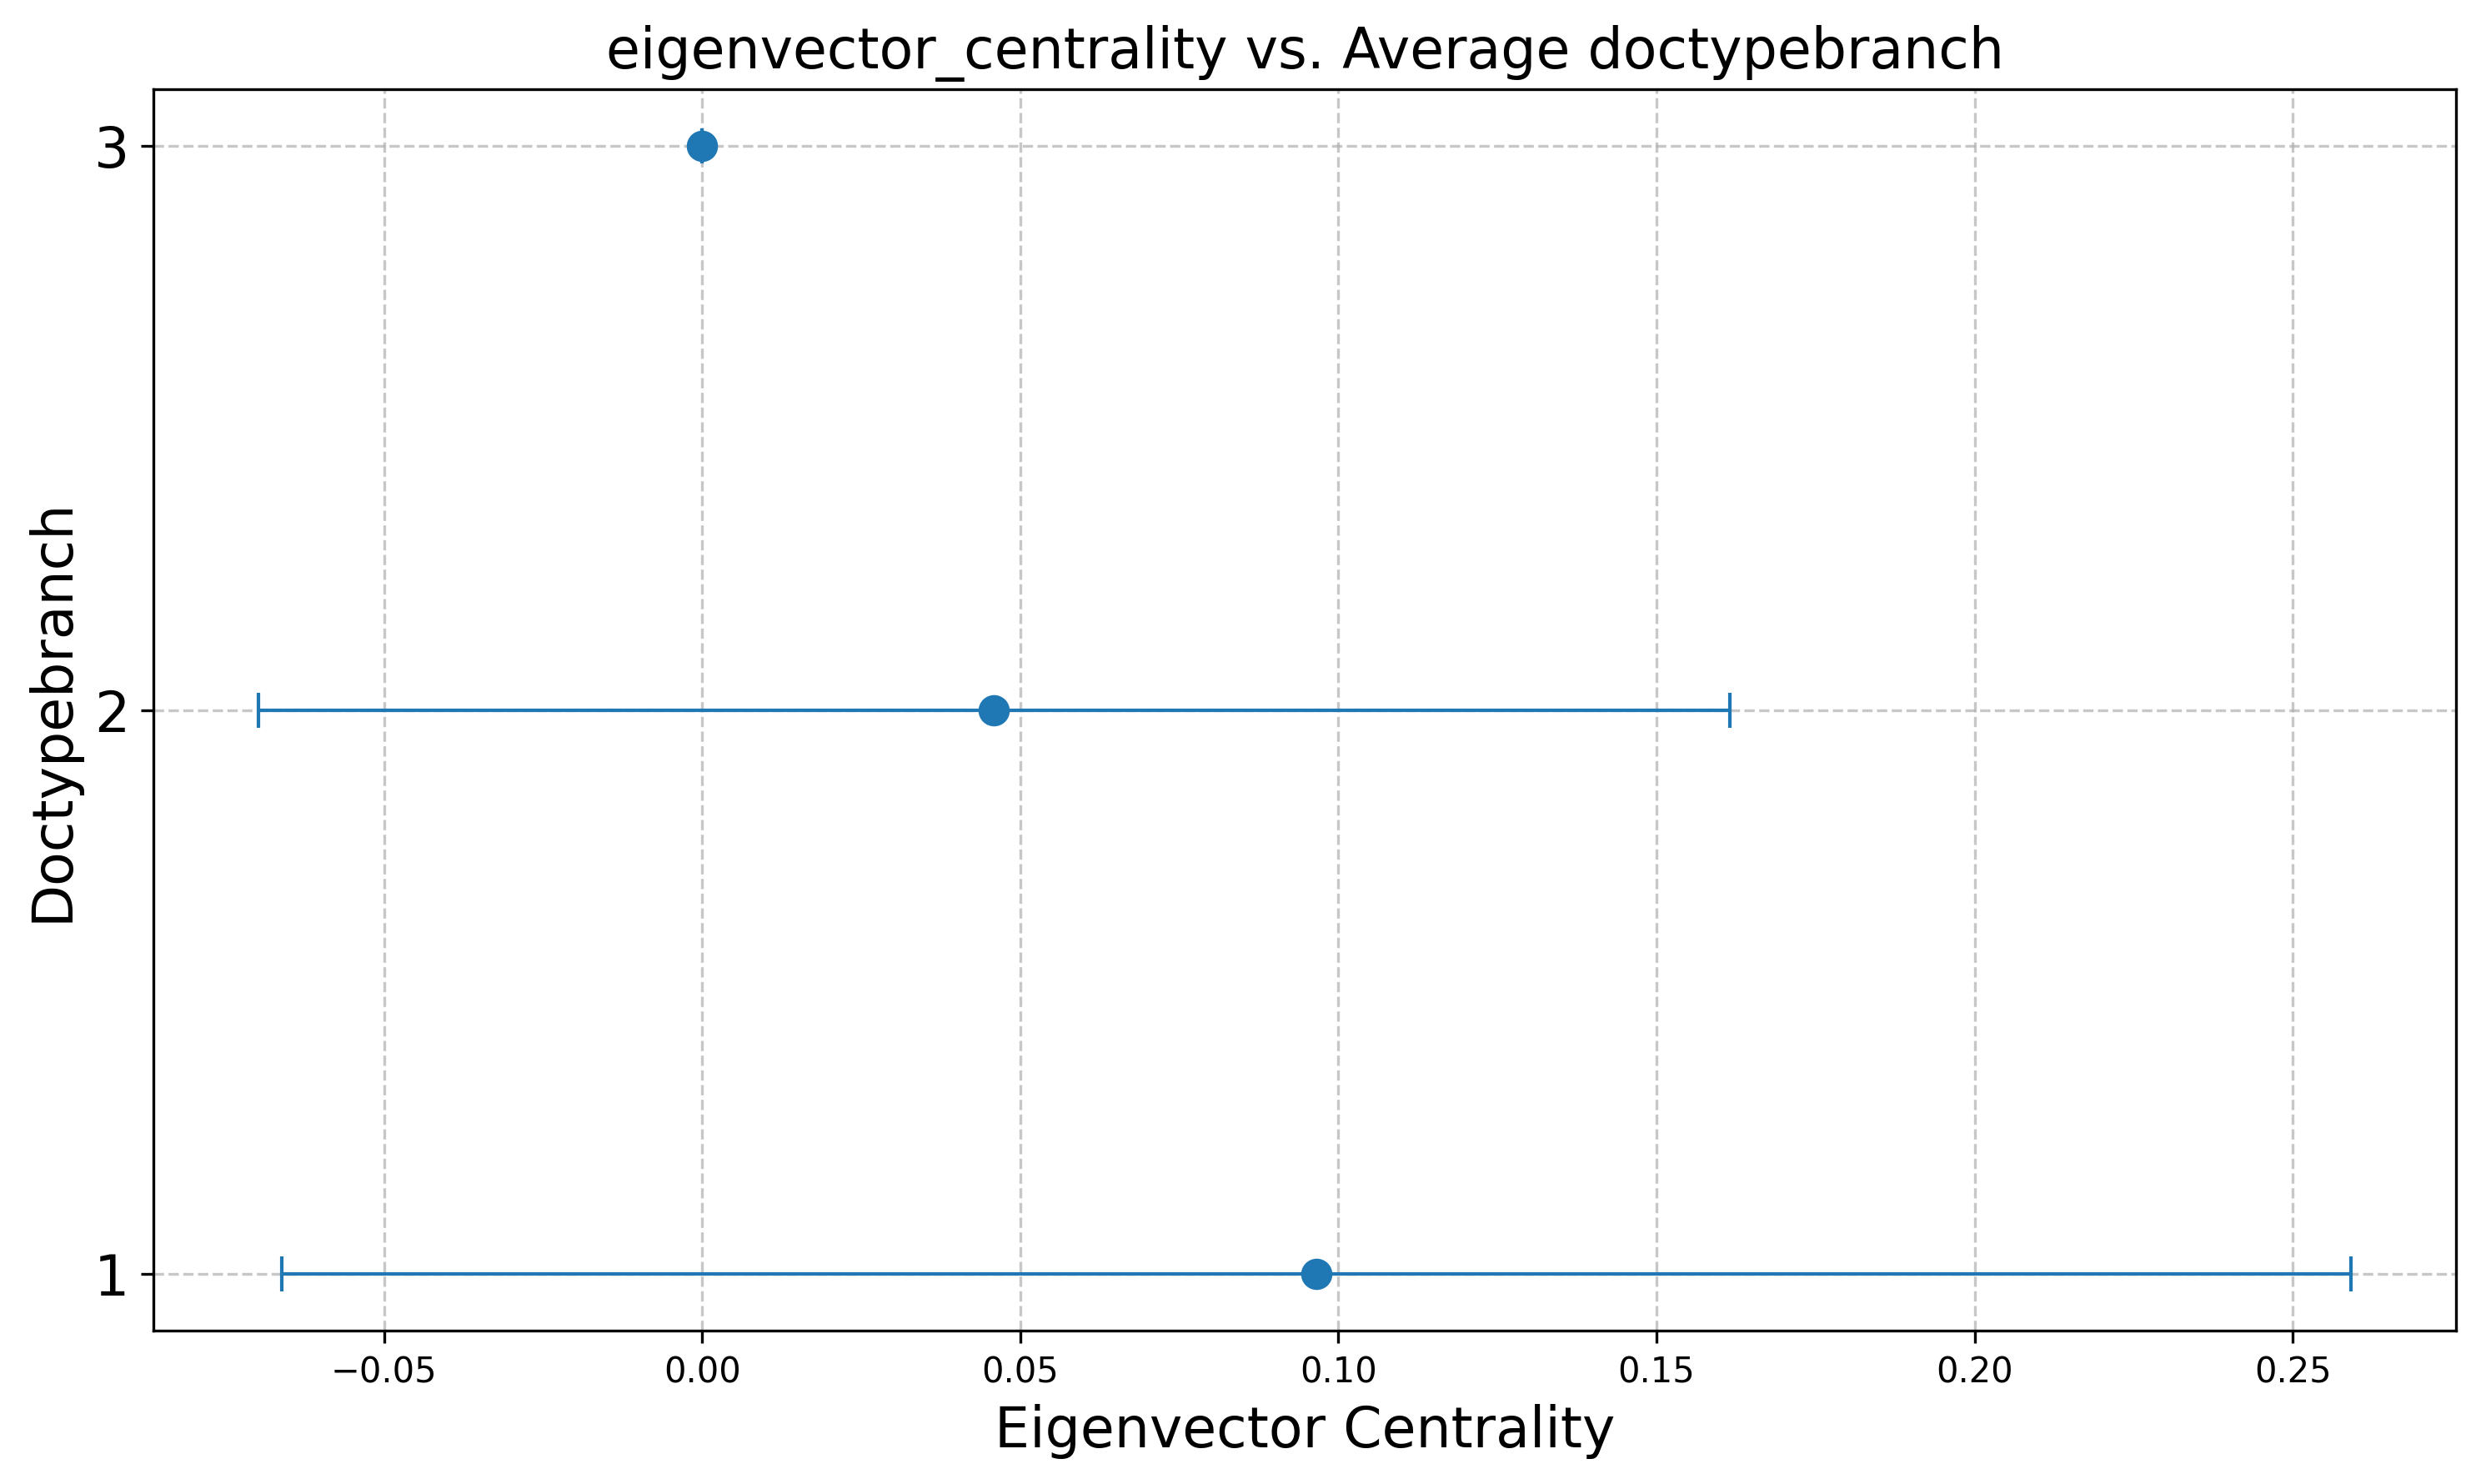 eigenvector_centrality vs. Average doctypebranch
Doctypebranch
3
2
1
−0.05 0.00 0.05 0.10 0.15 0.20 0.25
Eigenvector Centrality